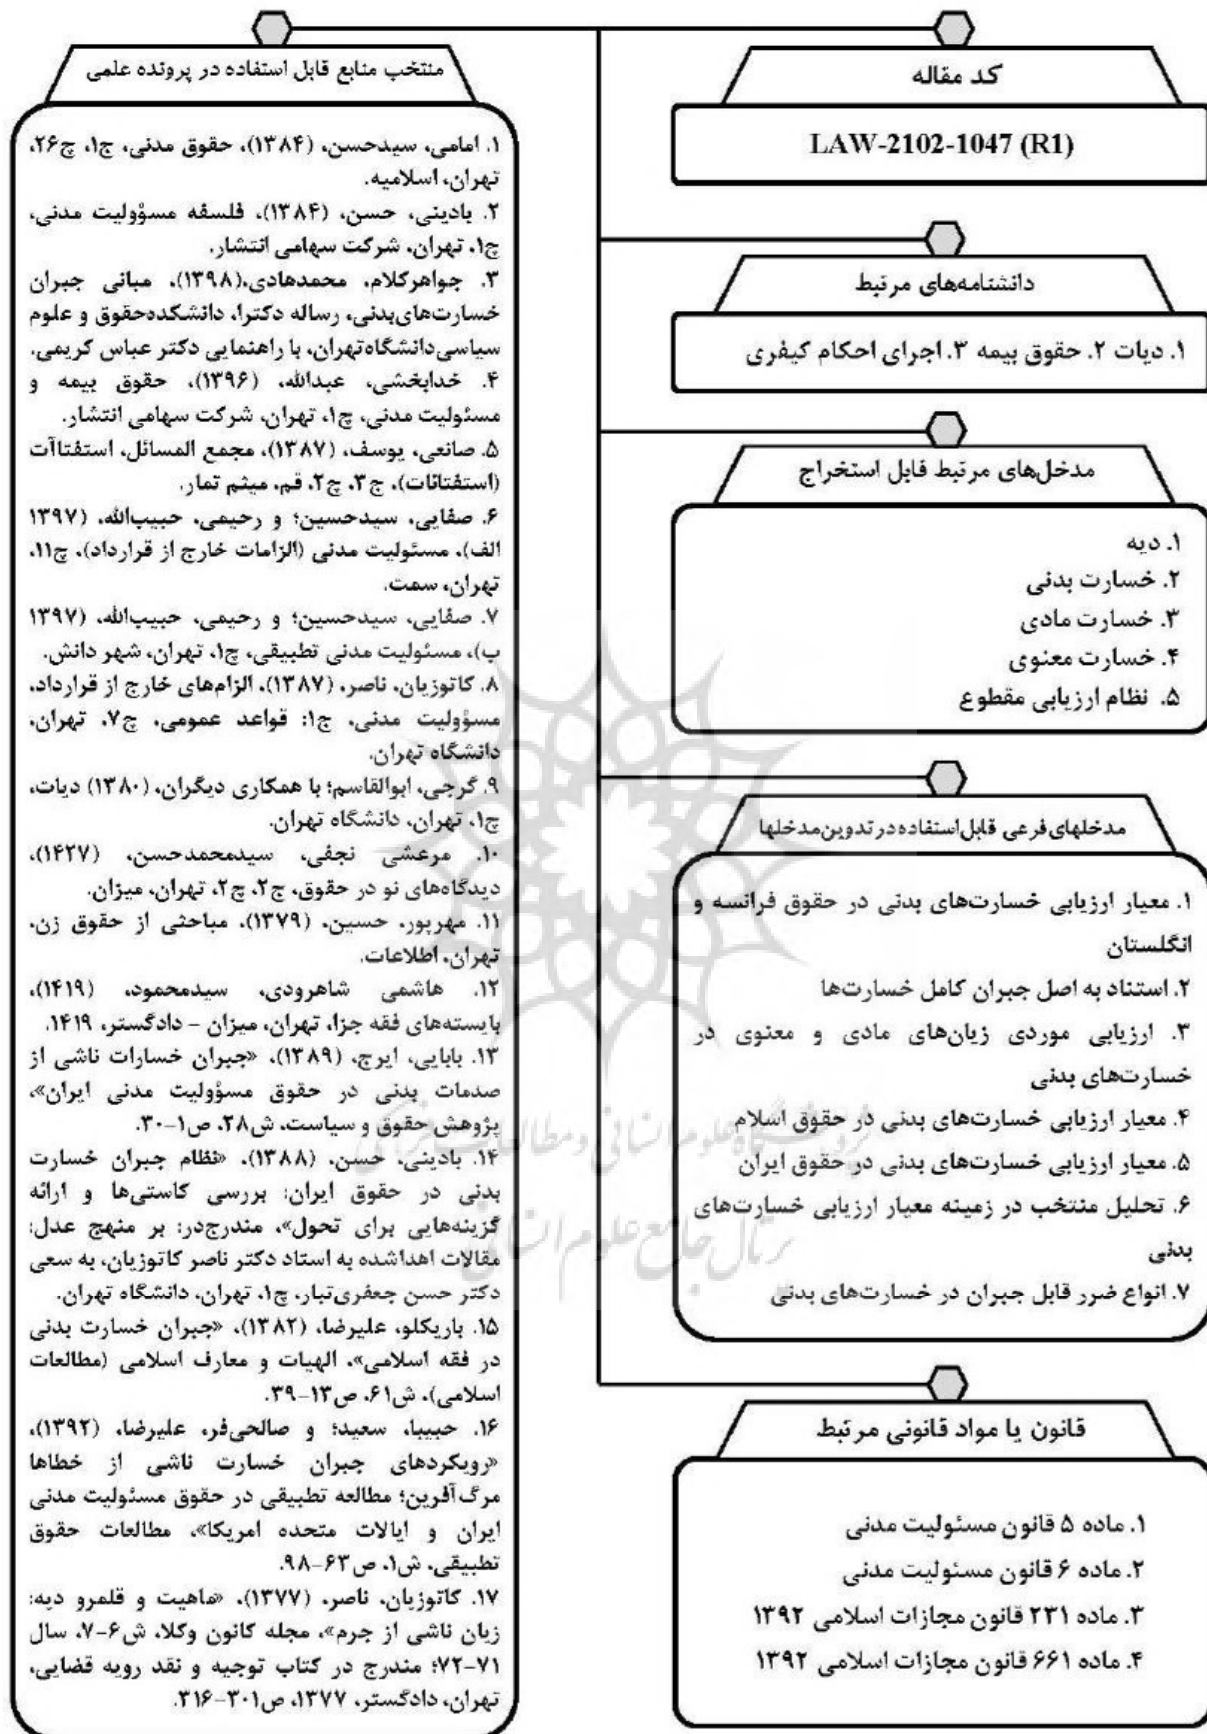 کد مقاله
LAW-2102-1047 (R1)
دانشنامه‌های مرتبط
۱. دیات ۲. حقوق بیمه ۳. اجرای احکام کیفری
مدخل‌های مرتبط قابل استخراج
۱. دیه
۲. خسارت بدنی
۳. خسارت مادی
۴. خسارت معنوی
۵. نظام ارزیابی مقطوع
مدخلهای فرعی قابل استفاده در تدوین مدخلها
۱. معیار ارزیابی خسارت‌های بدنی در حقوق فرانسه و
انگلستان
۲. استناد به اصل جبران کامل خسارت‌ها
۳. ارزیابی موردی زیان‌های مادی و معنوی در
خسارت‌های بدنی
۴. معیار ارزیابی خسارت‌های بدنی در حقوق اسلام
۵. معیار ارزیابی خسارت‌های بدنی در حقوق ایران
۶. تحلیل منتخب در زمینه معیار ارزیابی خسارت‌های
بدنی
۷. انواع ضرر قابل جبران در خسارت‌های بدنی
قانون یا مواد قانونی مرتبط
۱. ماده ۵ قانون مسئولیت مدنی
۲. ماده ۶ قانون مسئولیت مدنی
۳. ماده ۲۳۱ قانون مجازات اسلامی ۱۳۹۲
۴. ماده ۶۶۱ قانون مجازات اسلامی ۱۳۹۲
منتخب منابع قابل استفاده در پرونده علمی
۱. امامی، سیدحسن، (۱۳۸۴)، حقوق مدنی، ج۱، چ۲۶،
تهران، اسلامیه.
۲. بادینی، حسن، (۱۳۸۴)، فلسفه مسؤولیت مدنی،
چ۱، تهران، شرکت سهامی انتشار.
۳. جواهرکلام، محمدهادی،(۱۳۹۸)، مبانی جبران
خسارت‌های‌بدنی، رساله دکترا، دانشکده‌حقوق و علوم
سیاسی‌دانشگاه‌تهران، با راهنمایی دکتر عباس کریمی.
۴. خدابخشی، عبدالله، (۱۳۹۶)، حقوق بیمه و
مسئولیت مدنی، چ۱، تهران، شرکت سهامی انتشار.
۵. صانعی، یوسف، (۱۳۸۷)، مجمع المسائل، استفتاآت
(استفتائات)، ج۳، چ۲، قم، میثم تمار.
۶. صفایی، سیدحسین؛ و رحیمی، حبیب‌الله، (۱۳۹۷
الف)، مسئولیت مدنی (الزامات خارج از قرارداد)، چ۱۱،
تهران، سمت.
۷. صفایی، سیدحسین؛ و رحیمی، حبیب‌الله، (۱۳۹۷
ب)، مسئولیت مدنی تطبیقی، چ۱، تهران، شهر دانش.
۸. کاتوزیان، ناصر، (۱۳۸۷)، الزام‌های خارج از قرارداد،
مسؤولیت مدنی، ج۱: قواعد عمومی، چ۷، تهران،
دانشگاه تهران.
۹. گرجی، ابوالقاسم؛ با همکاری دیگران، (۱۳۸۰) دیات،
چ۱، تهران، دانشگاه تهران.
۱۰. مرعشی نجفی، سیدمحمدحسن، (۱۴۲۷)،
دیدگاه‌های نو در حقوق، ج۲، چ۲، تهران، میزان.
۱۱. مهرپور، حسین، (۱۳۷۹)، مباحثی از حقوق زن،
تهران، اطلاعات.
۱۲. هاشمی شاهرودی، سیدمحمود، (۱۴۱۹)،
بایسته‌های فقه جزا، تهران، میزان - دادگستر، ۱۴۱۹.
۱۳. بابایی، ایرج، (۱۳۸۹)، «جبران خسارات ناشی از
صدمات بدنی در حقوق مسؤولیت مدنی ایران»،
پژوهش حقوق و سیاست، ش۲۸، ص۱-۳۰.
۱۴. بادینی، حسن، (۱۳۸۸)، «نظام جبران خسارت
بدنی در حقوق ایران: بررسی کاستی‌ها و ارائه
گزینه‌هایی برای تحول»، مندرج‌در: بر منهج عدل:
مقالات اهداشده به استاد دکتر ناصر کاتوزیان، به سعی
دکتر حسن جعفری‌تبار، چ۱، تهران، دانشگاه تهران.
۱۵. باریکلو، علیرضا، (۱۳۸۲)، «جبران خسارت بدنی
در فقه اسلامی»، الهیات و معارف اسلامی (مطالعات
اسلامی)، ش۶۱، ص۱۳-۳۹.
۱۶. حبیبا، سعید؛ و صالحی‌فر، علیرضا، (۱۳۹۲)،
«رویکردهای جبران خسارت ناشی از خطاها
مرگ‌آفرین؛ مطالعه تطبیقی در حقوق مسئولیت مدنی
ایران و ایالات متحده امریکا»، مطالعات حقوق
تطبیقی، ش۱، ص۶۳-۹۸.
۱۷. کاتوزیان، ناصر، (۱۳۷۷)، «ماهیت و قلمرو دیه:
زیان ناشی از جرم»، مجله کانون وکلا، ش۶-۷، سال
۷۱-۷۲؛ مندرج در کتاب توجیه و نقد رویه قضایی،
تهران، دادگستر، ۱۳۷۷، ص۳۰۱-۳۱۶.
پژوهشگاه علوم انسانی و مطالعات فرهنگی
پرتال جامع علوم انسانی